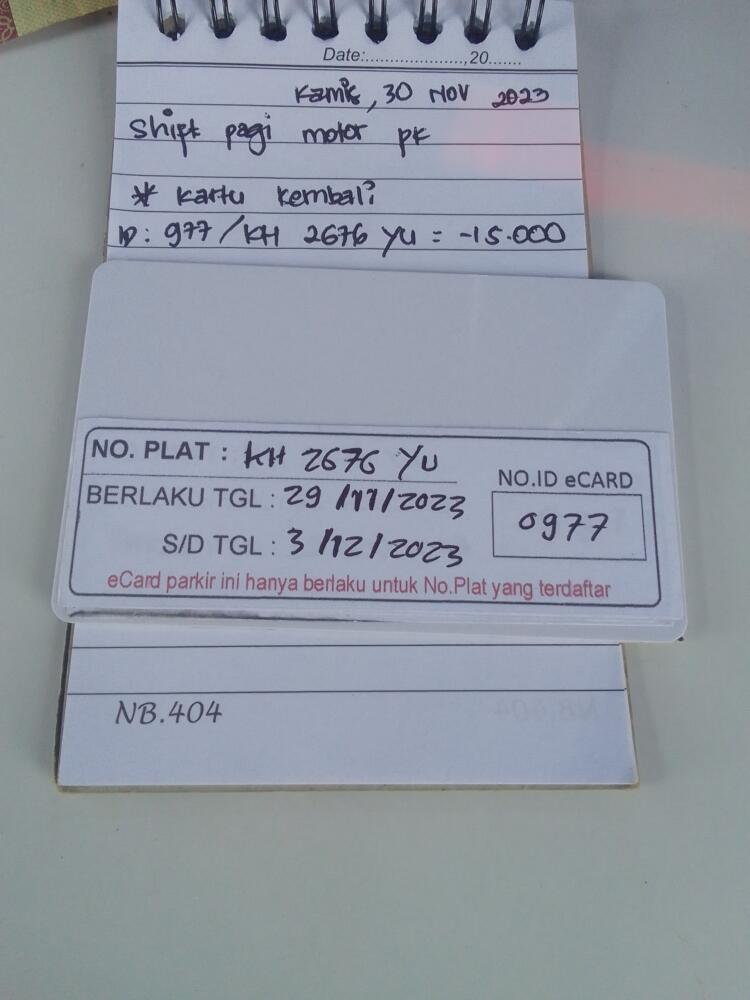 Date:....................,20.......
Kamis, 30 Nov 2023
Shift pagi motor pk
* Kartu Kembali
ID: 977 / KH 2676 YU = -15.000
NO. PLAT : KH 2676 YU
BERLAKU TGL : 29 /11/2023
S/D TGL : 3 /12/2023
NO.ID eCARD
0977
eCard parkir ini hanya berlaku untuk No.Plat yang terdaftar
NB.404